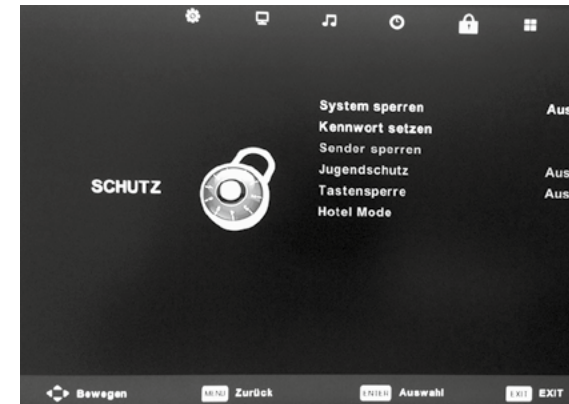 System sperren Aus
Kennwort setzen
Sender sperren
Jugendschutz Aus
SCHUTZ
Tastensperre Aus
Hotel Mode
Bewegen MENU Zurück ENTER Auswahl EXIT EXIT